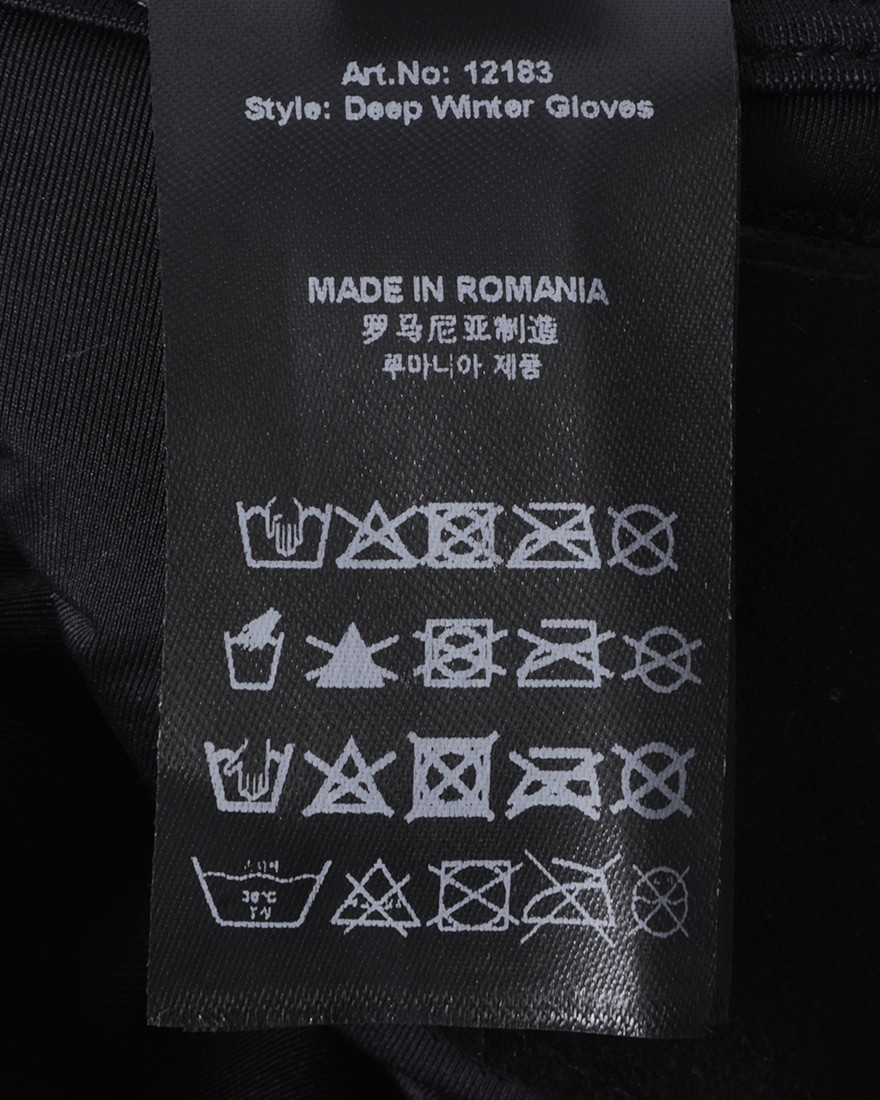 Art.No: 12183
Style: Deep Winter Gloves
MADE IN ROMANIA
罗马尼亚制造
루마니아 제품